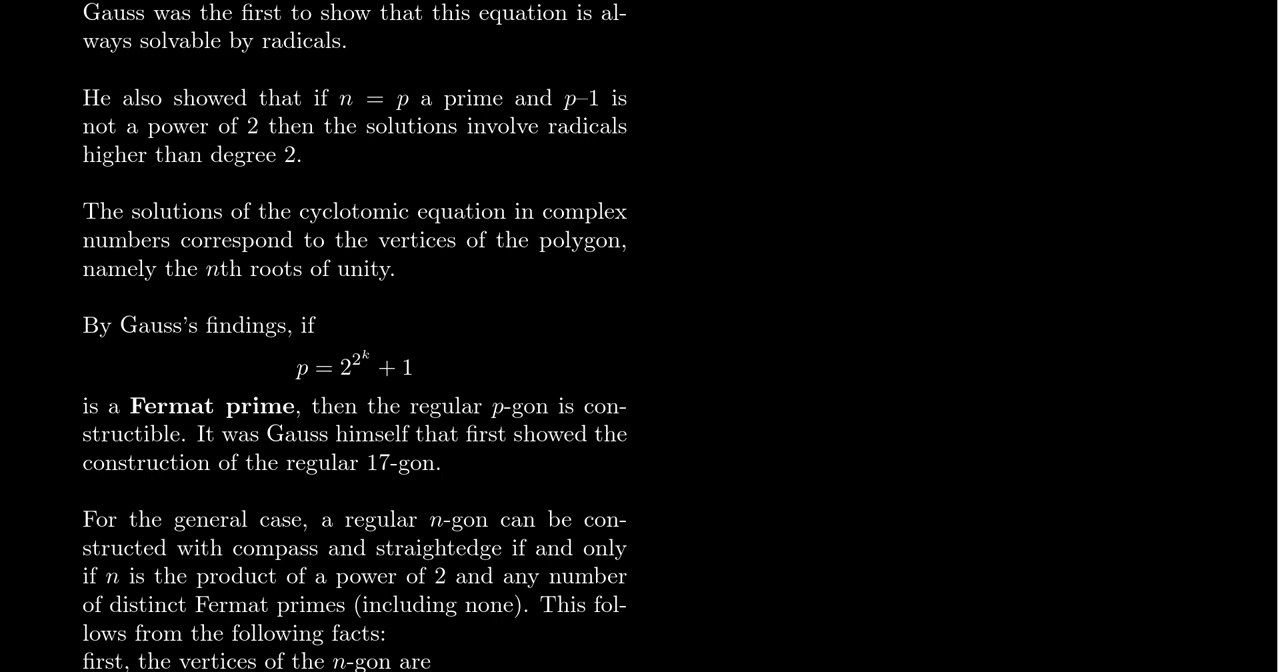 Gauss was the first to show that this equation is al-
ways solvable by radicals.
He also showed that if n = p a prime and p–1 is
not a power of 2 then the solutions involve radicals
higher than degree 2.
The solutions of the cyclotomic equation in complex
numbers correspond to the vertices of the polygon,
namely the nth roots of unity.
By Gauss's findings, if
p = 2^{2^k} + 1
is a Fermat prime, then the regular p-gon is con-
structible. It was Gauss himself that first showed the
construction of the regular 17-gon.
For the general case, a regular n-gon can be con-
structed with compass and straightedge if and only
if n is the product of a power of 2 and any number
of distinct Fermat primes (including none). This fol-
lows from the following facts:
first, the vertices of the n-gon are